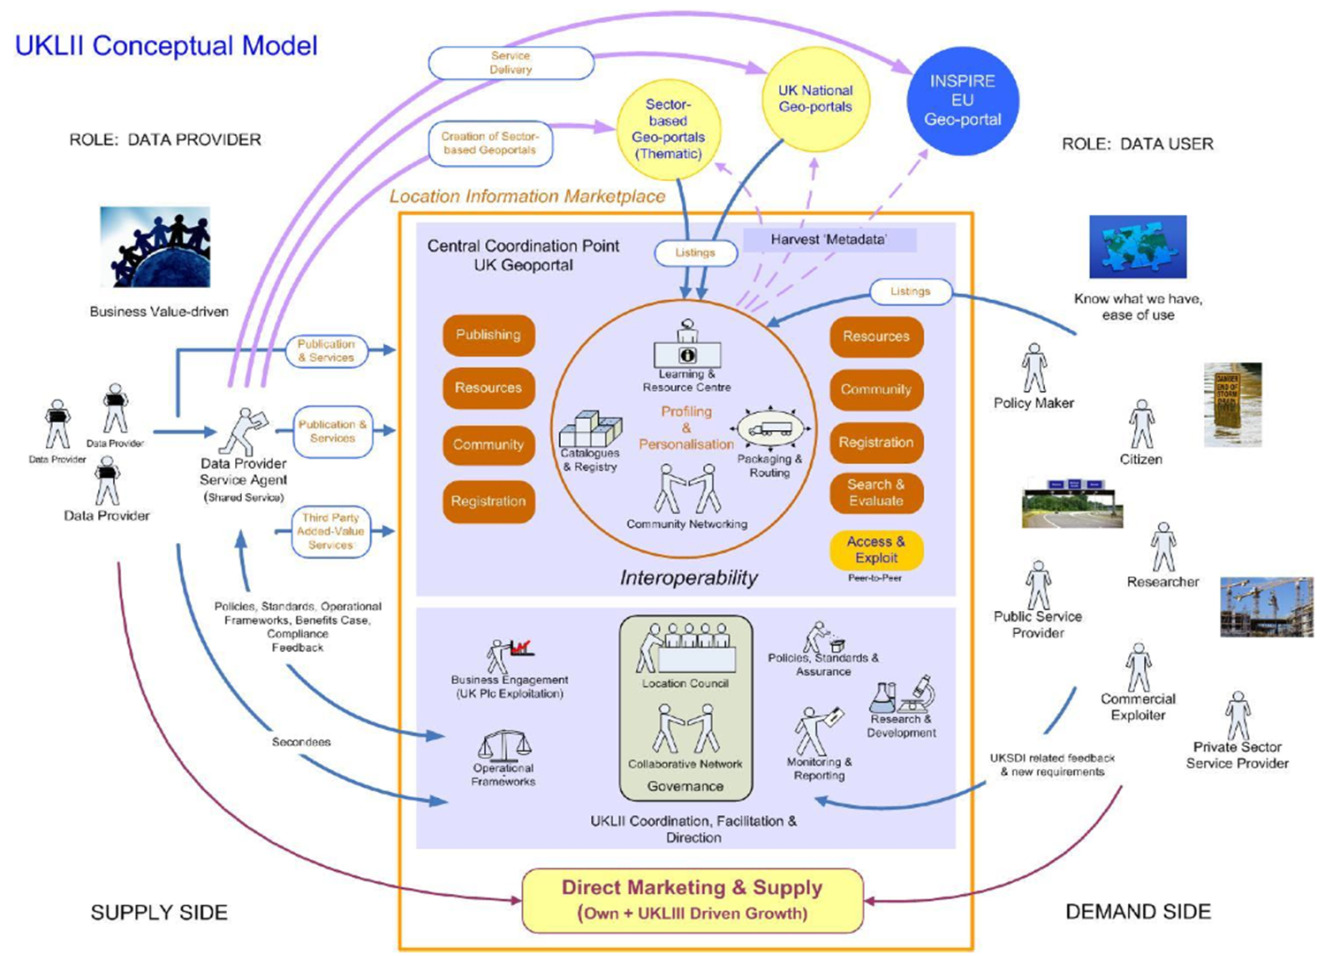 UKLII Conceptual Model
Service
Delivery
Creation of Sector-
based Geoportals
Sector-
based
Geo-portals
(Thematic)
UK National
Geo-portals
INSPIRE
EU
Geo-portal
ROLE: DATA PROVIDER
ROLE: DATA USER
Location Information Marketplace
Business Value-driven
Know what we have,
ease of use
Central Coordination Point
UK Geoportal
Listings
Harvest 'Metadata'
Listings
Publication
& Services
Publication &
Services
Third Party
Added-Value
Services
Data Provider
Data Provider
Data Provider
Data Provider
Service Agent
(Shared Service)
Publishing
Resources
Community
Registration
Learning &
Resource Centre
Profiling
&
Personalisation
Catalogues
& Registry
Packaging &
Routing
Community Networking
Interoperability
Resources
Community
Registration
Search &
Evaluate
Access &
Exploit
Peer-to-Peer
Policy Maker
DANGER
END OF
STORM
DRAIN
Citizen
Researcher
Public Service
Provider
Commercial
Exploiter
Private Sector
Service Provider
Policies, Standards, Operational
Frameworks, Benefits Case,
Compliance
Feedback
Secondees
Business Engagement
(UK Plc Exploitation)
Operational
Frameworks
Location Council
Collaborative Network
Governance
Policies, Standards &
Assurance
Research &
Development
Monitoring &
Reporting
UKLII Coordination, Facilitation &
Direction
UKSDI related feedback
& new requirements
Direct Marketing & Supply
(Own + UKLIII Driven Growth)
SUPPLY SIDE
DEMAND SIDE